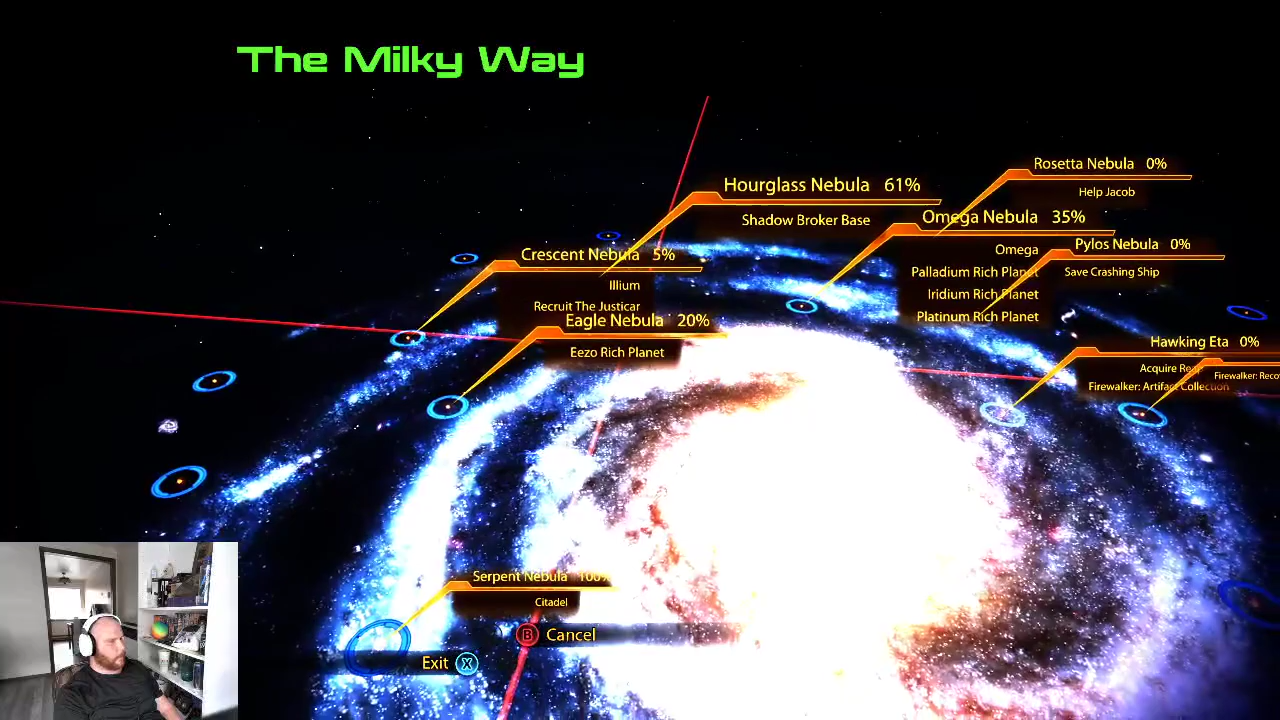 The Milky Way
Rosetta Nebula 0%
Help Jacob
Hourglass Nebula 61%
Shadow Broker Base
Omega Nebula 35%
Omega
Palladium Rich Planet
Iridium Rich Planet
Platinum Rich Planet
Pylos Nebula 0%
Save Crashing Ship
Crescent Nebula 5%
Illium
Recruit The Justicar
Eagle Nebula 20%
Eezo Rich Planet
Hawking Eta 0%
Acquire
Firewalker: Artifact Collection
Firewalker:
Serpent Nebula 100%
Citadel
B Cancel
Exit X